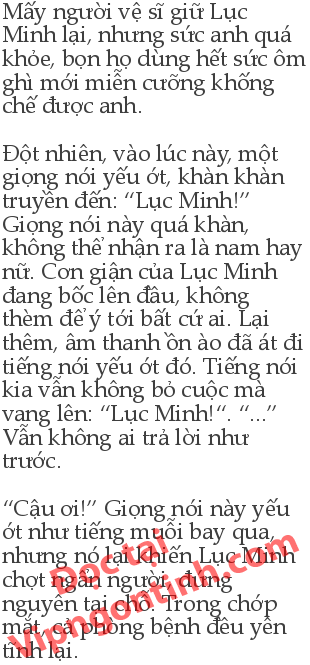 Mấy người vệ sĩ giữ Lục
Minh lại, nhưng sức anh quá
khỏe, bọn họ dùng hết sức ôm
ghì mới miễn cưỡng khống
chế được anh.
Đột nhiên, vào lúc này, một
giọng nói yếu ớt, khàn khàn
truyền đến: “Lục Minh!”
Giọng nói này quá khàn,
không thể nhận ra là nam hay
nữ. Cơn giận của Lục Minh
đang bốc lên đầu, không
thèm để ý tới bất cứ ai. Lại
thêm, âm thanh ồn ào đã át đi
tiếng nói yếu ớt đó. Tiếng nói
kia vẫn không bỏ cuộc mà
vang lên: “Lục Minh!“. “...”
Vẫn không ai trả lời như
trước.
“Cậu ơi!” Giọng nói này yếu
ớt như tiếng muỗi bay qua,
nhưng nó lại khiến Lục Minh
chợt ngẩn người, đứng
nguyên tại chỗ. Trong chớp
mắt, cả phòng bệnh đều yên
tĩnh lại.
Đọc tại
Vipngontinh.com